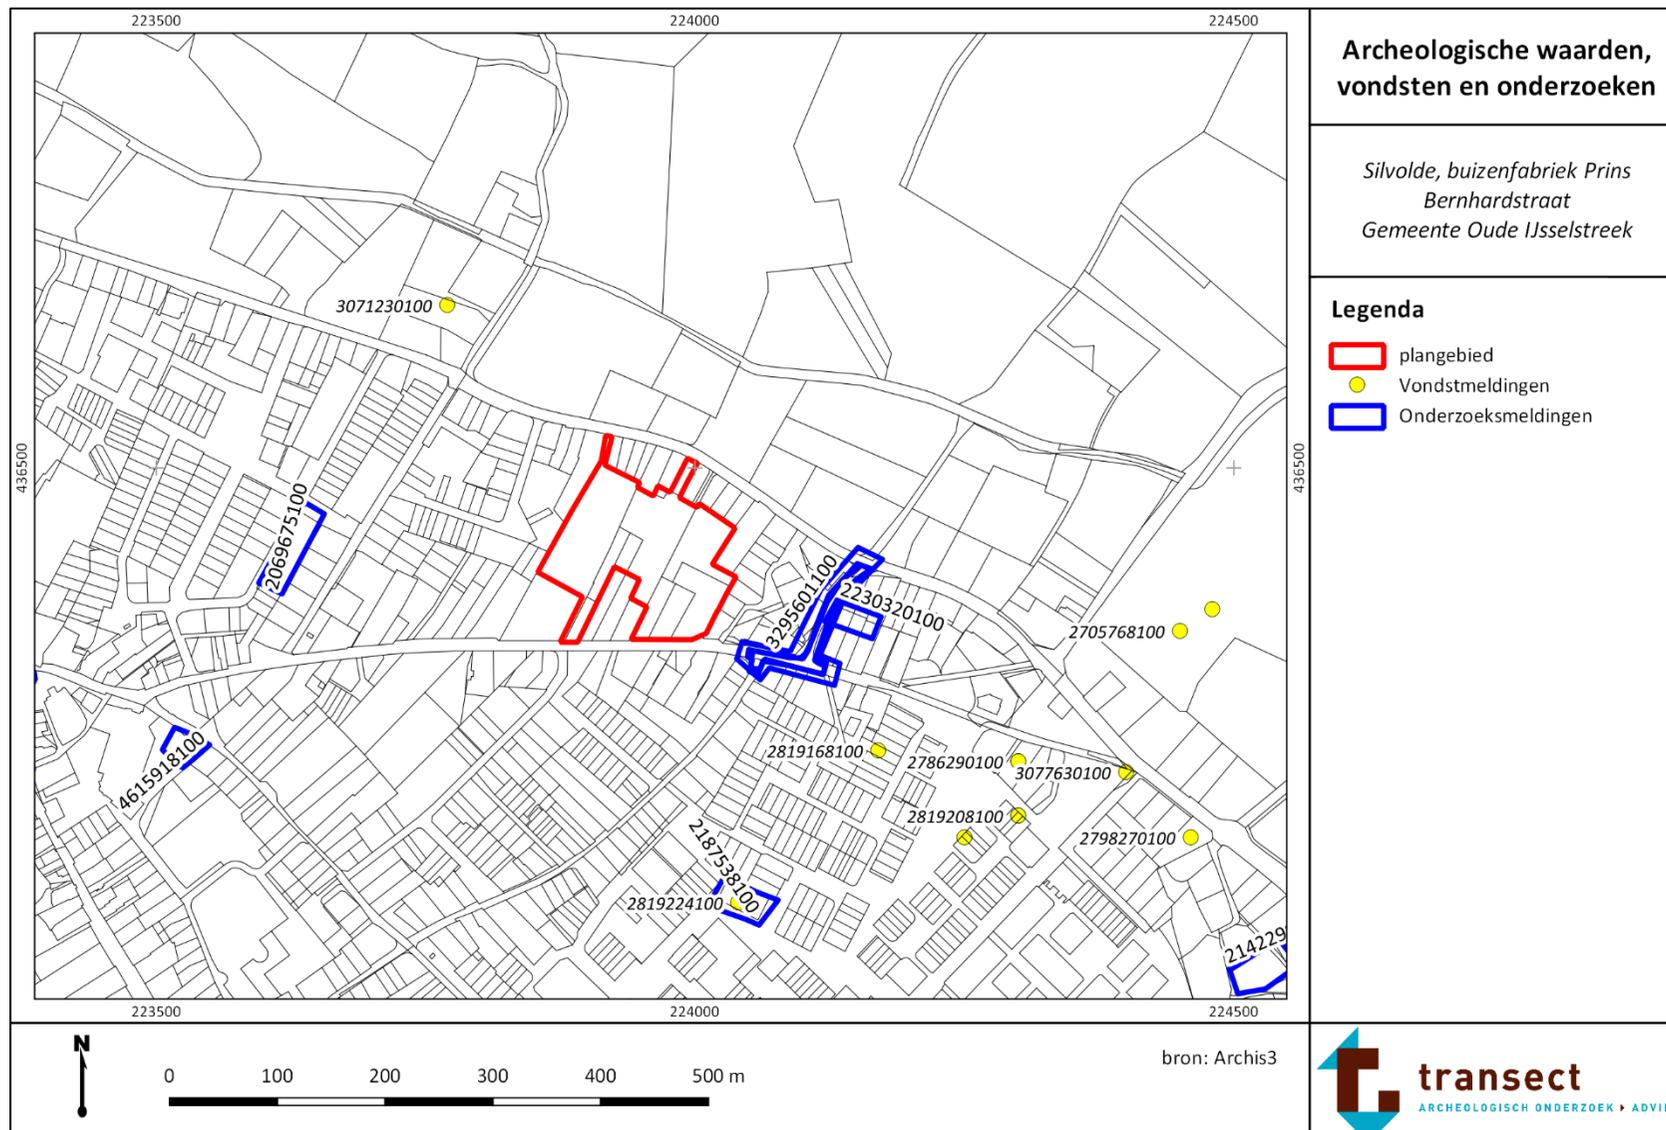 223500
224000
224500
436500
436500
3071230100
2069675100
3295601100
2230320100
2705768100
4615918100
2819168100
2786290100
3077630100
2819208100
2798270100
2187538100
2819224100
214229
223500
224000
224500
Archeologische waarden,
vondsten en onderzoeken
Silvolde, buizenfabriek Prins
Bernhardstraat
Gemeente Oude IJsselstreek
Legenda
plangebied
Vondstmeldingen
Onderzoeksmeldingen
N
0 100 200 300 400 500 m
bron: Archis3
transect
ARCHEOLOGISCH ONDERZOEK ADVI